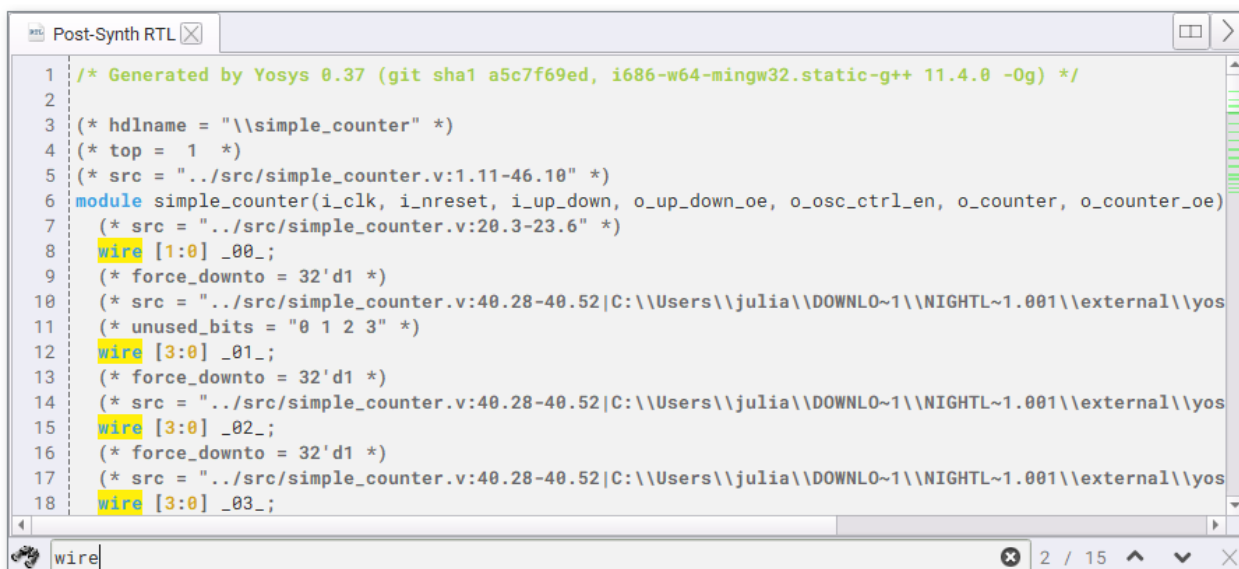 Post-Synth RTL
1 /* Generated by Yosys 0.37 (git sha1 a5c7f69ed, i686-w64-mingw32.static-g++ 11.4.0 -Og) */
2
3 (* hdlname = "\\simple_counter" *)
4 (* top =  1  *)
5 (* src = "../src/simple_counter.v:1.11-46.10" *)
6 module simple_counter(i_clk, i_nreset, i_up_down, o_up_down_oe, o_osc_ctrl_en, o_counter, o_counter_oe)
7   (* src = "../src/simple_counter.v:20.3-23.6" *)
8   wire [1:0] _00_;
9   (* force_downto = 32'd1 *)
10   (* src = "../src/simple_counter.v:40.28-40.52|C:\\Users\\julia\\DOWNLO~1\\NIGHTL~1.001\\external\\yos
11   (* unused_bits = "0 1 2 3" *)
12   wire [3:0] _01_;
13   (* force_downto = 32'd1 *)
14   (* src = "../src/simple_counter.v:40.28-40.52|C:\\Users\\julia\\DOWNLO~1\\NIGHTL~1.001\\external\\yos
15   wire [3:0] _02_;
16   (* force_downto = 32'd1 *)
17   (* src = "../src/simple_counter.v:40.28-40.52|C:\\Users\\julia\\DOWNLO~1\\NIGHTL~1.001\\external\\yos
18   wire [3:0] _03_;
wire 2 / 15